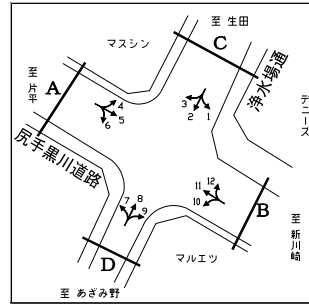 至 生田
マスシン
C
浄水場通
デニーズ
至 片平
A
3
2
1
4
5
6
尻手黒川道路
12
11
10
7
8
9
B
至 新川崎
D
マルエツ
至 あざみ野